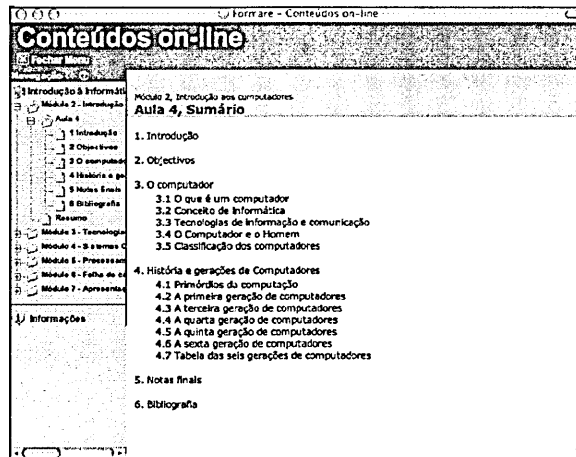 Formare - Conteúdos on-line
Conteúdos on-line
Fechar Menu
Introdução à Informáti
Módulo 2 - Introdução
Aula 4
1 Introdução
2 Objectivos
3 O computado
4 História e ge
5 Notas finais
6 Bibliografia
Resumo
Módulo 3 - Tecnologia
Módulo 4 - Sistemas O
Módulo 5 - Processam
Módulo 6 - Folha de ca
Módulo 7 - Apresentaç
Informações
Módulo 2, Introdução aos computadores
Aula 4, Sumário
1. Introdução
2. Objectivos
3. O computador
3.1 O que é um computador
3.2 Conceito de Informática
3.3 Tecnologias de informação e comunicação
3.4 O Computador e o Homem
3.5 Classificação dos computadores
4. História e gerações de Computadores
4.1 Primórdios da computação
4.2 A primeira geração de computadores
4.3 A terceira geração de computadores
4.4 A quarta geração de computadores
4.5 A quinta geração de computadores
4.6 A sexta geração de computadores
4.7 Tabela das seis gerações de computadores
5. Notas finais
6. Bibliografia